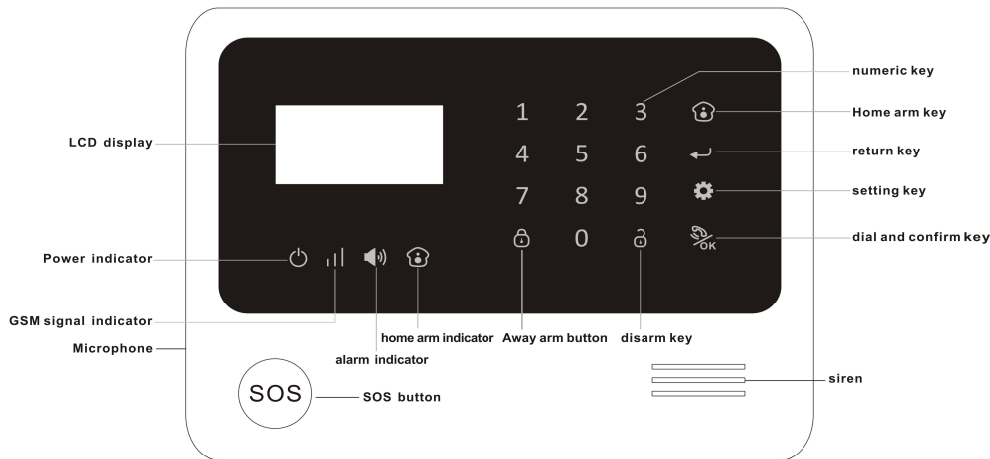 numeric key
1 2 3
Home arm key
LCD display
4 5 6
return key
7 8 9
setting key
0
OK
dial and confirm key
Power indicator
GSM signal indicator
home arm indicator Away arm button disarm key
Microphone
alarm indicator
siren
SOS
SOS button